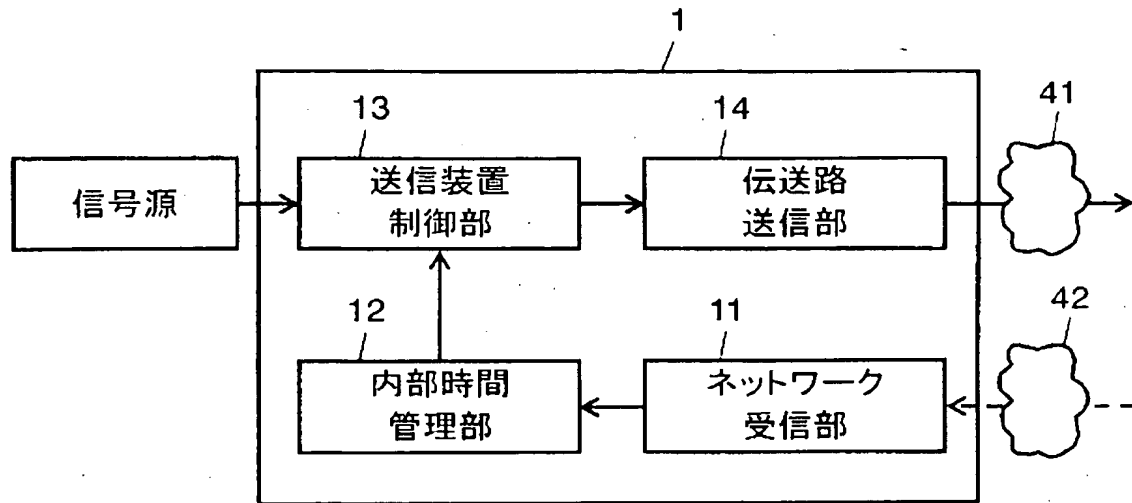 1
13
14
41
信号源
送信装置
制御部
伝送路
送信部
12
11
42
内部時間
管理部
ネットワーク
受信部